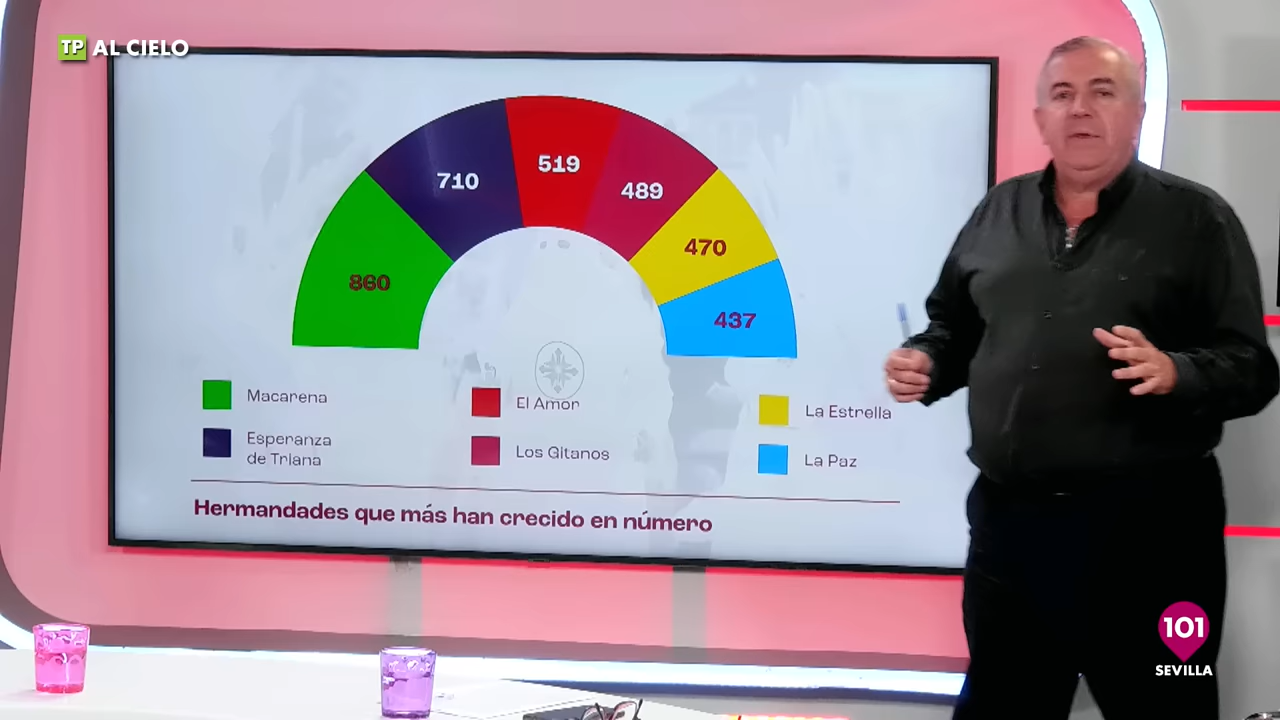 TP AL CIELO
860
710
519
489
470
437
Macarena
El Amor
La Estrella
Esperanza
de Triana
Los Gitanos
La Paz
Hermandades que más han crecido en número
101
SEVILLA